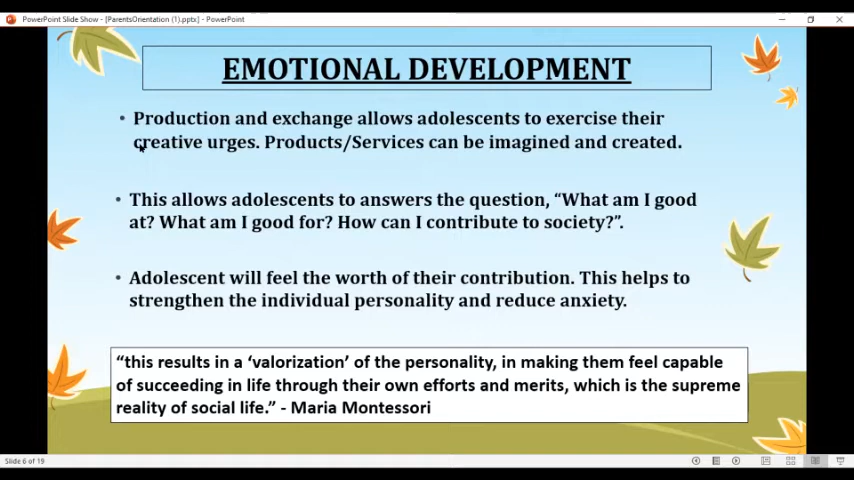 PowerPoint Slide Show - [ParentsOrientation (1).pptx] - PowerPoint
EMOTIONAL DEVELOPMENT
• Production and exchange allows adolescents to exercise their
creative urges. Products/Services can be imagined and created.
• This allows adolescents to answers the question, “What am I good
at? What am I good for? How can I contribute to society?”.
• Adolescent will feel the worth of their contribution. This helps to
strengthen the individual personality and reduce anxiety.
“this results in a ‘valorization’ of the personality, in making them feel capable
of succeeding in life through their own efforts and merits, which is the supreme
reality of social life.” - Maria Montessori
Slide 6 of 19